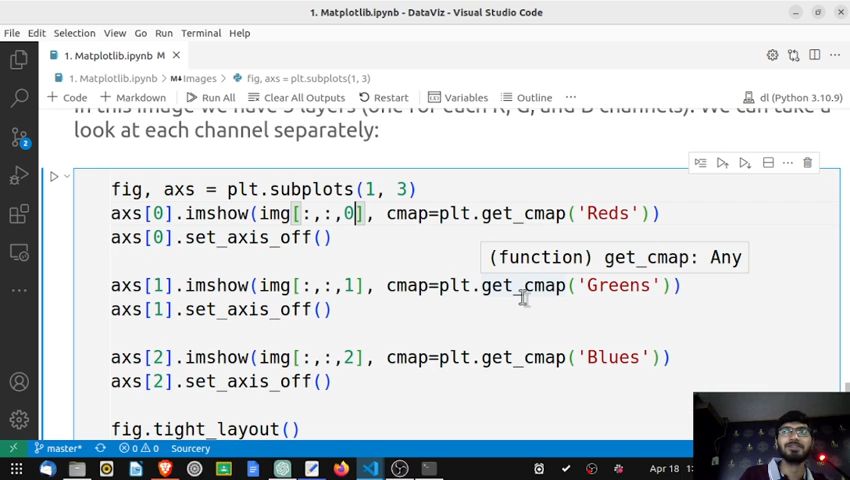 1. Matplotlib.ipynb - DataViz - Visual Studio Code
File Edit Selection View Go Run Terminal Help
1. Matplotlib.ipynb M
1. Matplotlib.ipynb > Images > fig, axs = plt.subplots(1, 3)
+ Code + Markdown Run All Clear All Outputs Restart Variables Outline ... dl (Python 3.10.9)
look at each channel separately:
fig, axs = plt.subplots(1, 3)
axs[0].imshow(img[:,:,0], cmap=plt.get_cmap('Reds'))
axs[0].set_axis_off()
(function) get_cmap: Any
axs[1].imshow(img[:,:,1], cmap=plt.get_cmap('Greens'))
axs[1].set_axis_off()
axs[2].imshow(img[:,:,2], cmap=plt.get_cmap('Blues'))
axs[2].set_axis_off()
fig.tight_layout()
2
master* 0 0 Sourcery
Apr 18